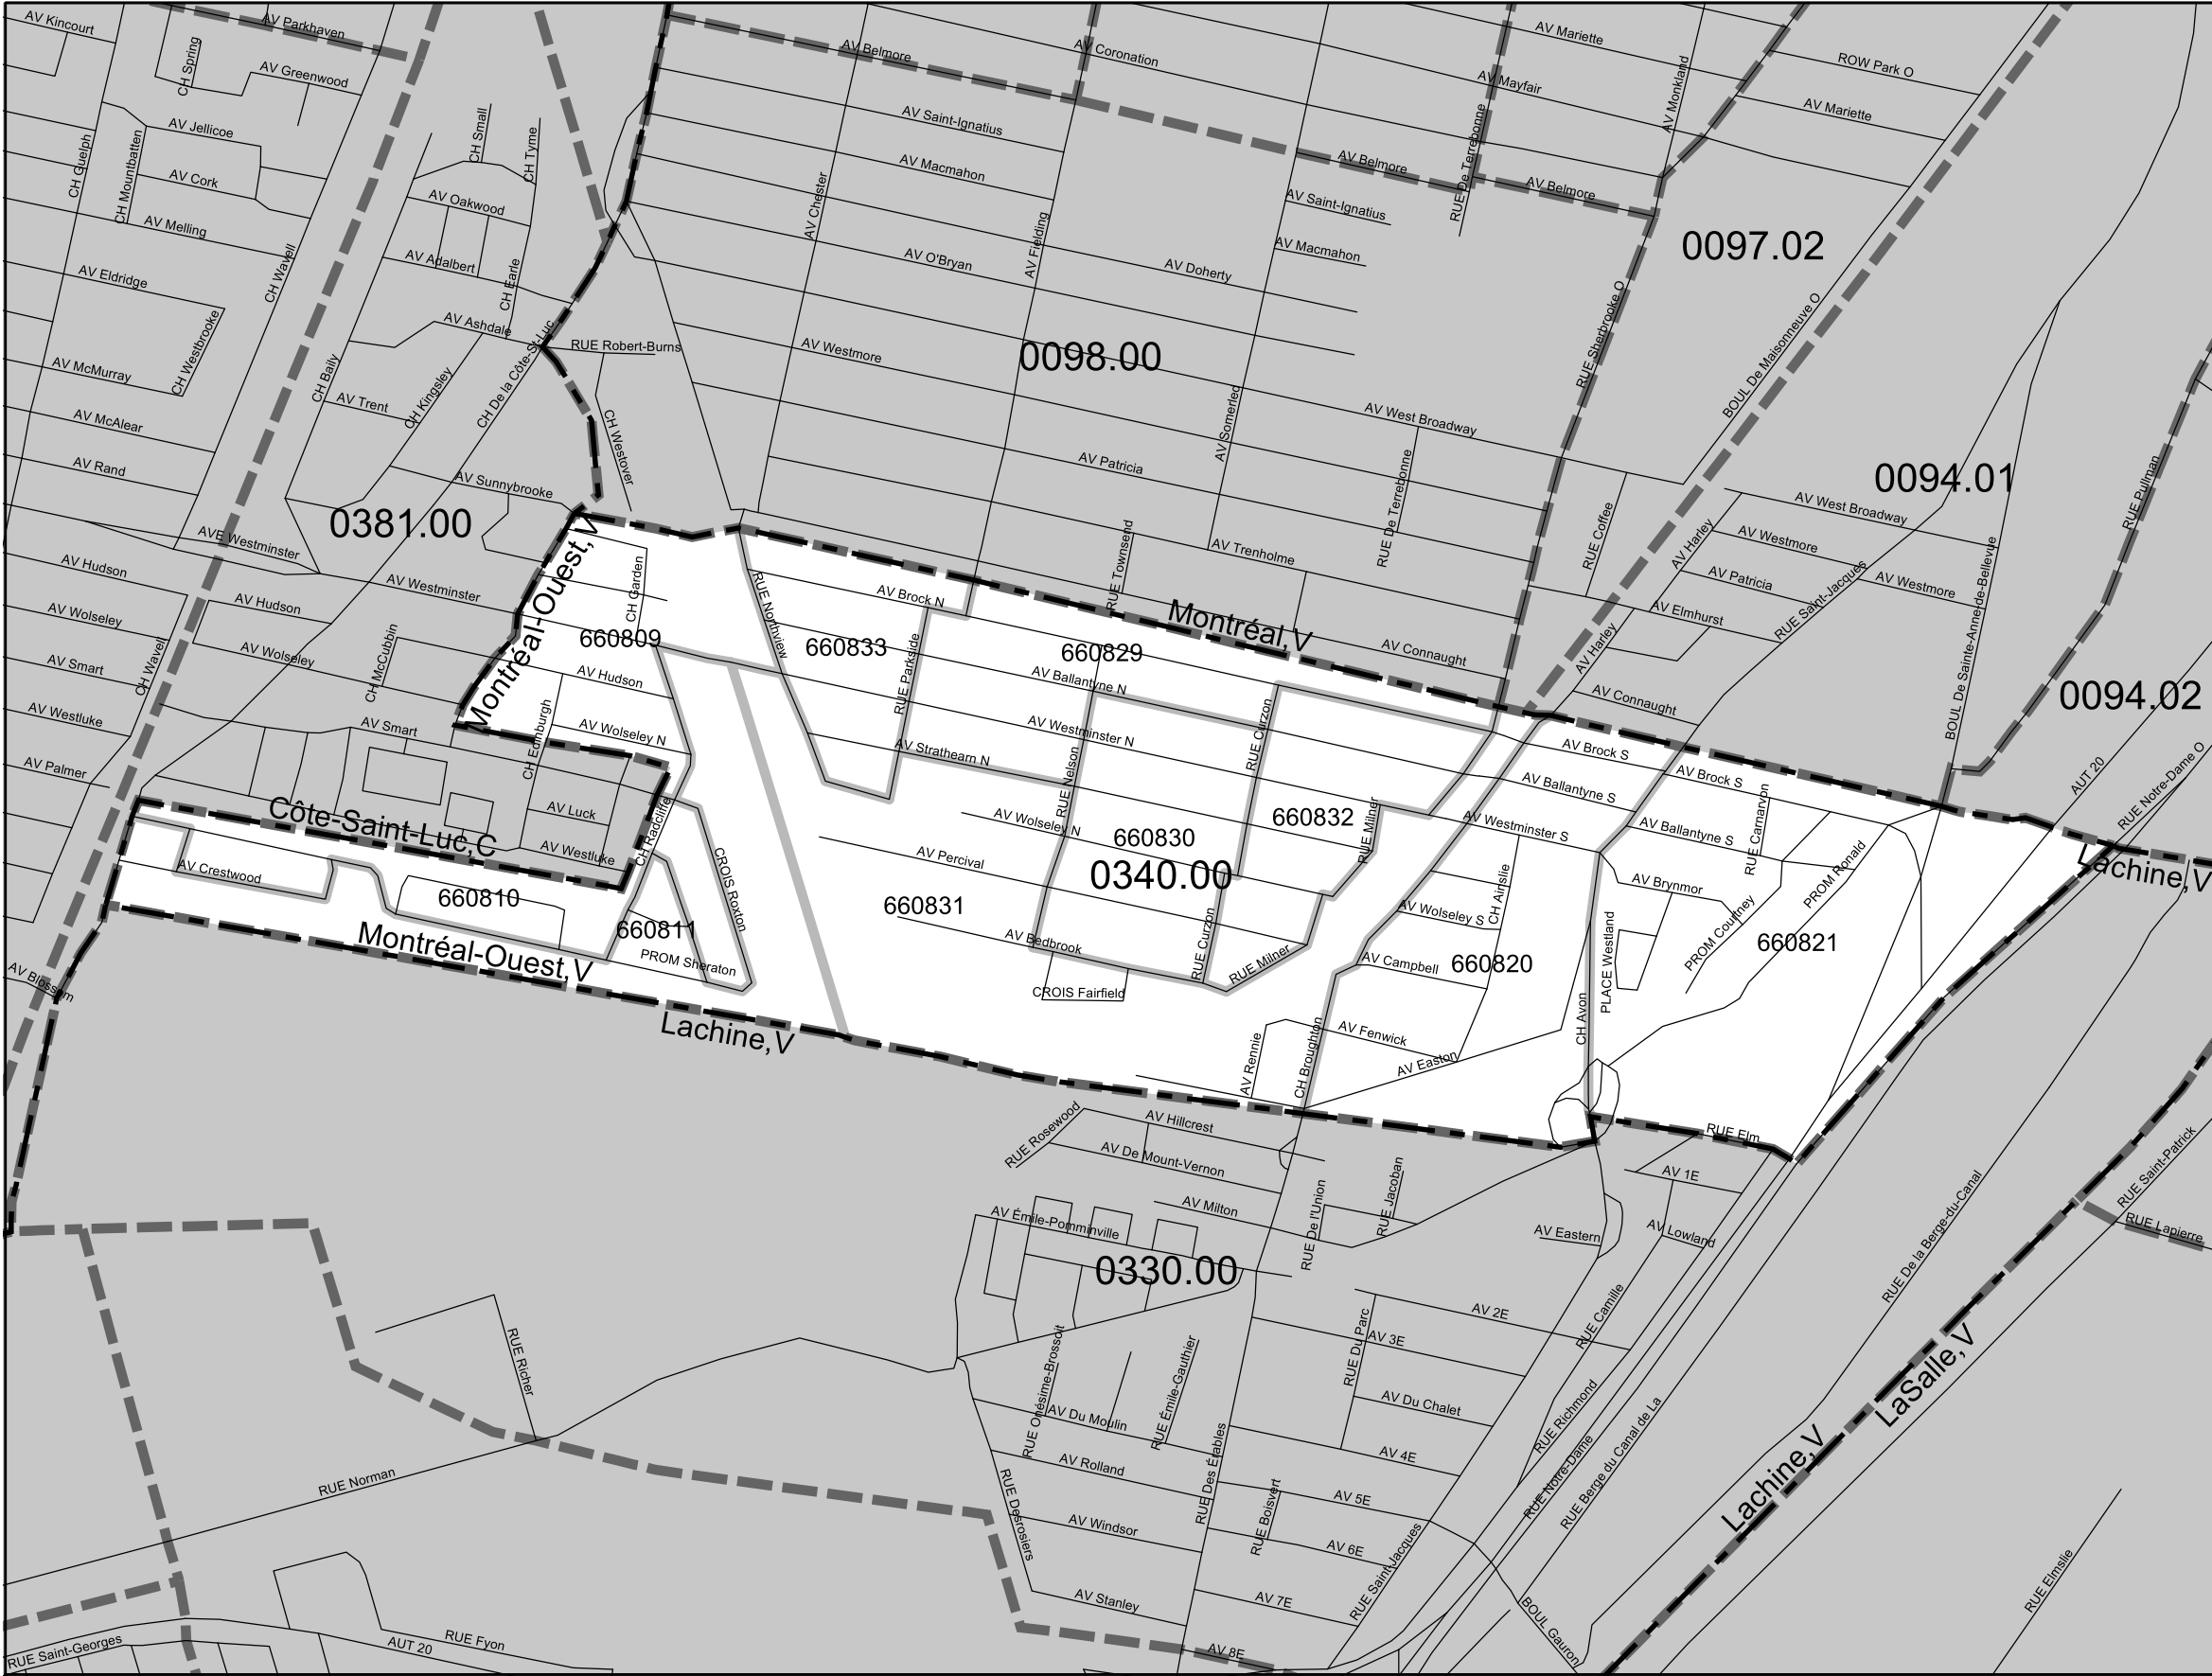 AV Kincourt
AV Parkhaven
CH Spring
AV Greenwood
AV Belmore
AV Coronation
AV Mariette
ROW Park O
AV Mayfair
AV Monkland
AV Mariette
CH Guelph
CH Mountbatten
AV Jellicoe
CH Small
CH Tyme
AV Saint-Ignatius
RUE De Terrebonne
AV Cork
AV Macmahon
AV Belmore
AV Belmore
AV Oakwood
AV Melling
AV Chester
AV Fielding
AV Saint-Ignatius
0097.02
AV Eldridge
CH Wavell
AV Adalbert
CH Earle
AV O'Bryan
AV Doherty
AV Macmahon
AV Ashdale
RUE Robert-Burns
CH De la Côte-St-Luc
CH Westbrooke
AV McMurray
CH Baily
CH Kingsley
AV Trent
AV Westmore
0098.00
RUE Sherbrooke O
BOUL De Maisonneuve O
AV McAlear
CH Westover
AV Somerled
AV West Broadway
AV Rand
AV Sunnybrooke
AV Patricia
RUE De Terrebonne
0094.01
RUE Pullman
0381.00
AV West Broadway
RUE Coffee
AV Harley
AV Westmore
AVE Westminster
AV Trenholme
RUE Townsend
AV Hudson
AV Westminster
Montréal-Ouest,V
CH Garden
RUE Northview
AV Brock N
AV Patricia
AV Westmore
AV Hudson
AV Wolseley
AV Elmhurst
RUE Saint-Jacques
BOUL De Sainte-Anne-de-Bellevue
Montréal,V
660809
660833
660829
RUE Parkside
AV Connaught
AV Harley
AV Smart
CH Wavell
AV Wolseley
CH McCubbin
AV Hudson
AV Ballantyne N
AV Connaught
0094.02
AV Westluke
AV Smart
CH Edinburgh
AV Wolseley N
AV Westminster N
RUE Curzon
AV Strathearn N
RUE Nelson
AV Brock S
AV Brock S
AUT 20
RUE Notre-Dame O
AV Palmer
AV Ballantyne S
RUE Carnarvon
Côte-Saint-Luc,C
AV Luck
CH Radcliffe
AV Wolseley N
660830
660832
RUE Milner
AV Westminster S
AV Ballantyne S
AV Westluke
CROIS Roxton
AV Percival
0340.00
PROM Ronald
Lachine,V
AV Crestwood
660810
660831
CH Ainslie
AV Brynmor
AV Wolseley S
PROM Courtney
660811
AV Bedbrook
RUE Curzon
PLACE Westland
660821
Montréal-Ouest,V
PROM Sheraton
RUE Milner
AV Campbell
660820
AV Blossom
CROIS Fairfield
Lachine,V
AV Rennie
CH Broughton
AV Fenwick
CH Avon
AV Easton
RUE Rosewood
AV Hillcrest
RUE Elm
AV De Mount-Vernon
AV 1E
RUE Saint-Patrick
AV Milton
RUE De l'Union
RUE Jacoban
AV Émile-Pomminville
AV Eastern
AV Lowland
RUE De la Berge-du-Canal
RUE Lapierre
0330.00
RUE Camille
AV 2E
RUE Richer
RUE Onésime-Brossoit
RUE Émile-Gauthier
RUE Du Parc
AV 3E
LaSalle,V
AV Du Chalet
AV Du Moulin
RUE Richmond
RUE Norman
AV Rolland
RUE Des Érables
AV 4E
RUE Notre-Dame
RUE Berge du Canal de La
Lachine,V
RUE Desrosiers
RUE Boisvert
AV 5E
AV Windsor
AV 6E
RUE Saint-Jacques
RUE Elmslie
AV Stanley
AV 7E
BOUL Gauron
RUE Saint-Georges
AUT 20
RUE Fyon
AV 8E